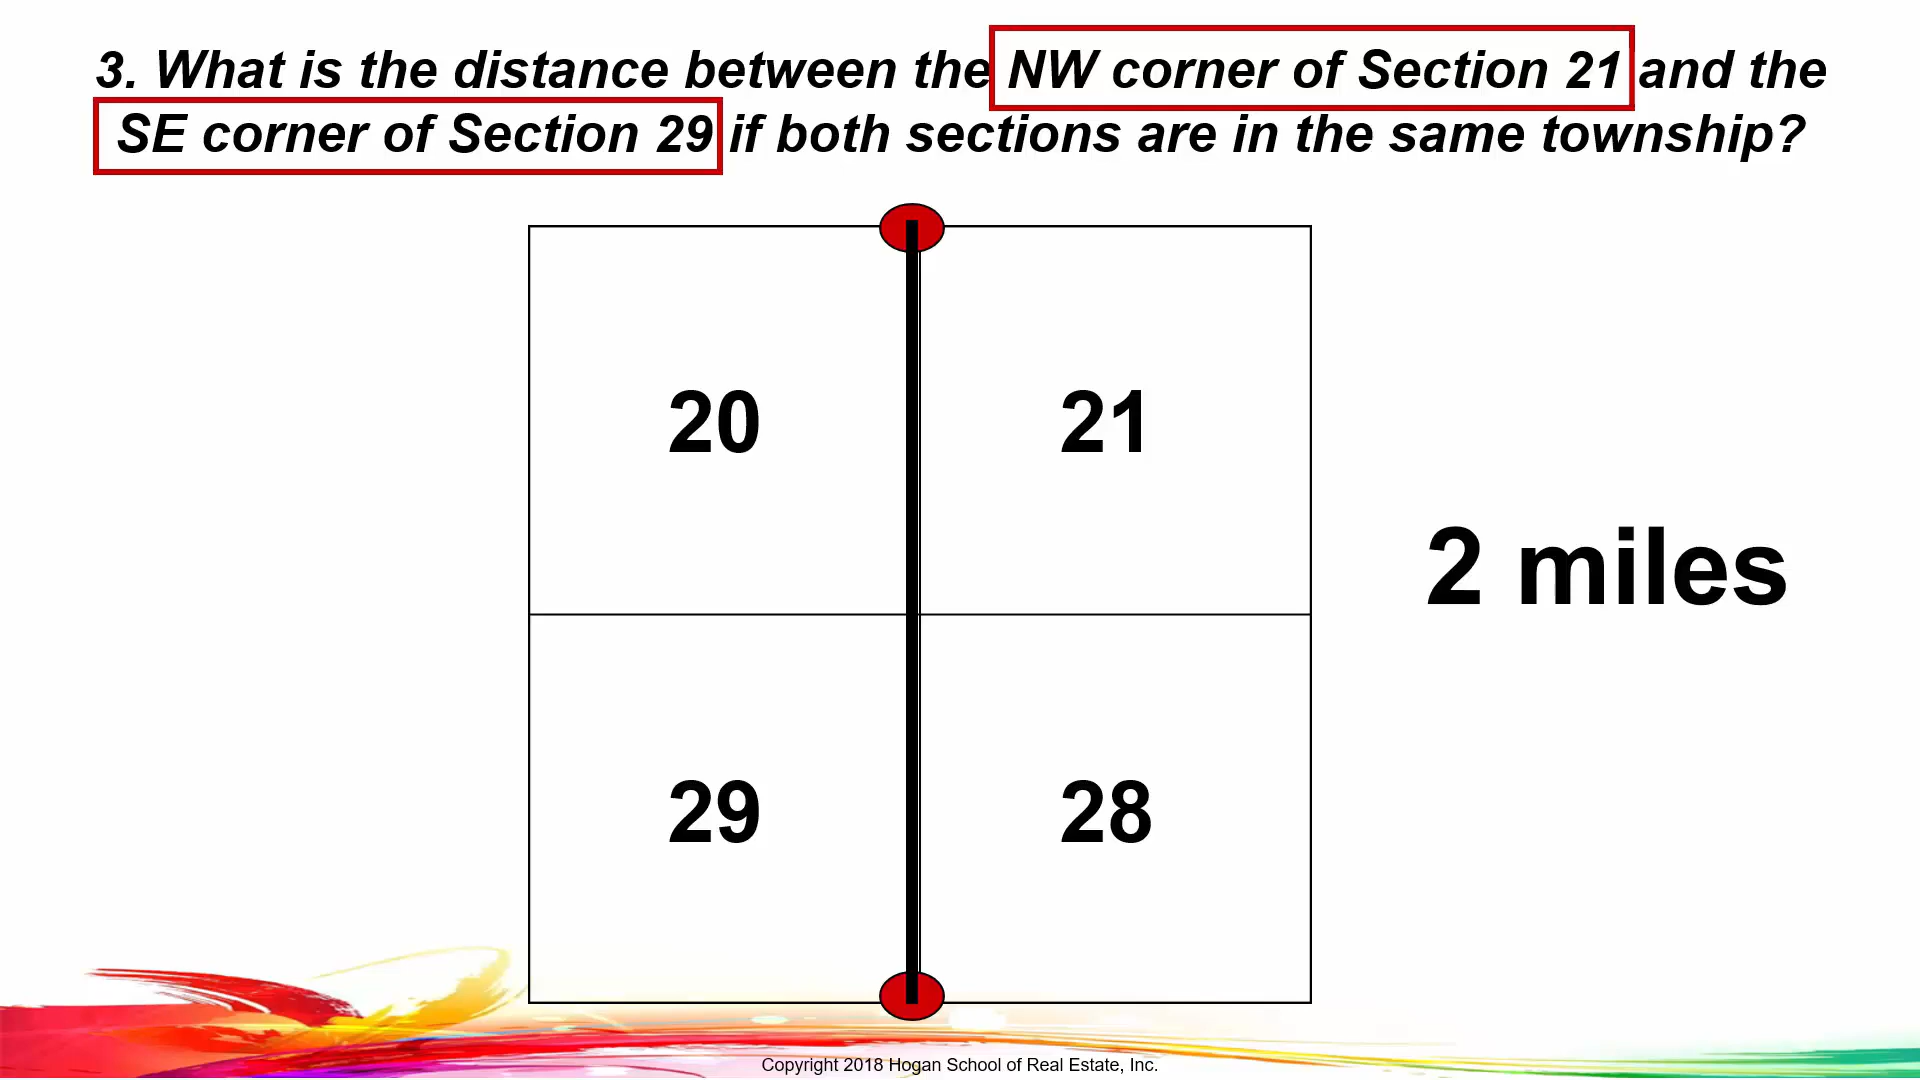 3. What is the distance between the NW corner of Section 21 and the
SE corner of Section 29 if both sections are in the same township?
20 21
2 miles
29 28
Copyright 2018 Hogan School of Real Estate, Inc.